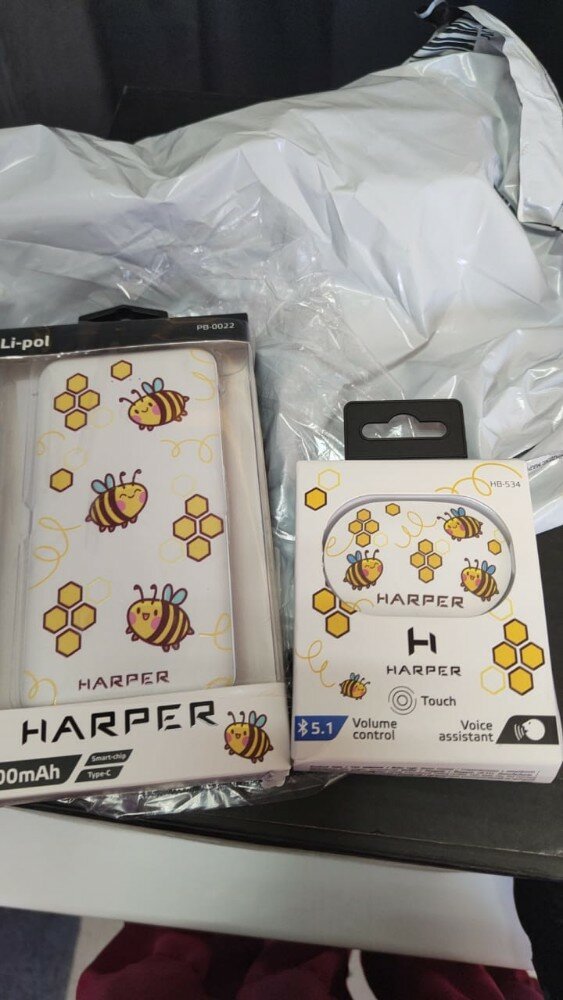 Li-pol
PB-0022
HARPER
HARPER
00mAh
Smart-chip
Type-C
HB-534
HARPER
H
HARPER
Touch
5.1
Volume
control
Voice
assistant